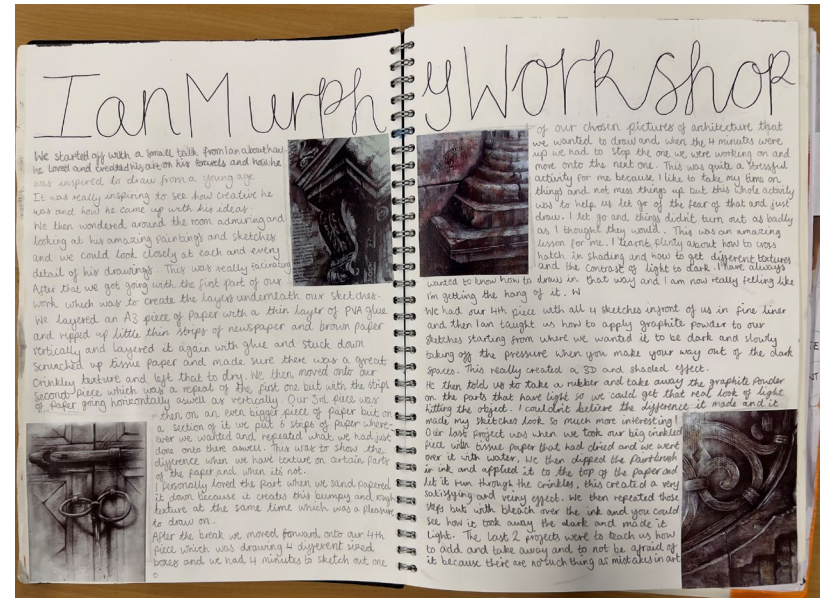 Ian Murphy Workshop
We started off with a small talk from Ian about how
he loved and created his art on his travels and how he
was inspired to draw from a young age.
It was really inspiring to see how creative he
was and how he came up with his ideas
We then wondered around the room admiring and
looking at his amazing paintings and sketches
and we could look closely at each and every
detail of his drawings. This was really
After that we got going with the first part of our
work which was to create the layers underneath our sketches.
We layered an A3 piece of paper with a thin layer of PVA glue
and ripped up little thin strips of newspaper and brown paper
vertically and layered it again with glue and stuck down
scrunched up tissue paper and made sure there was a great
crinkley texture and left that to dry. We then moved onto our
second piece which was a repeat of the first one but with the strips
of paper going horizontally aswell as vertically. Our 3rd piece was
then on an even bigger piece of paper but on
a section of it we put 6 strips of paper where-
ever we wanted and repeated what we had just
done onto there aswell. This was to show the
difference when we have texture on certain parts
of the paper and when its not.
I Personally loved the part when we sand papered
it down because it creates this bumpy and rough
texture at the same time which was a pleasure
to draw on.
After the break we moved forward onto our 4th
piece which was drawing 4 different sized
boxes and we had 4 minutes to sketch out one
of our chosen pictures of architecture that
we wanted to draw and when the 4 minutes were
up we had to stop the one we were working on and
move onto the next one. This was quite a stressful
activity for me because I like to take my time on
things and not mess things up but this whole activity
was to help us let go of the fear of that and just
draw. I let go and things didn't turn out as badly
as I thought they would. This was an amazing
lesson for me. I learnt plenty about how to cross
hatch in shading and how to get different textures
and the contrast of light to dark. I have always
wanted to know how to draw in that way and I am now really feeling like
I'm getting the hang of it. W
We had our 4th piece with all 4 sketches infront of us in fine liner
and then Ian taught us how to apply graphite powder to our
sketches starting from where we wanted it to be dark and slowly
taking off the pressure when you make your way out of the dark
spaces. This really created a 3D and shaded effect.
He then told us to take a rubber and take away the graphite powder
on the parts that have light so we could get that real look of light
hitting the object. I couldn't believe the difference it made and it
made my sketches look so much more interesting!
Our last project was when we took our big crinkled
piece with tissue paper that had dried and we went
over it with water. We then dipped the paintbrush
in ink and applied it to the top of the paper and
let it run through the crinkles, this created a very
satisfying and veiny effect. We then repeated those
steps but with bleach over the ink and you could
see how it took away the dark and made it
light. The last 2 projects were to teach us how
to add and take away and to not be afraid of
it because there are no such thing as mistakes in art